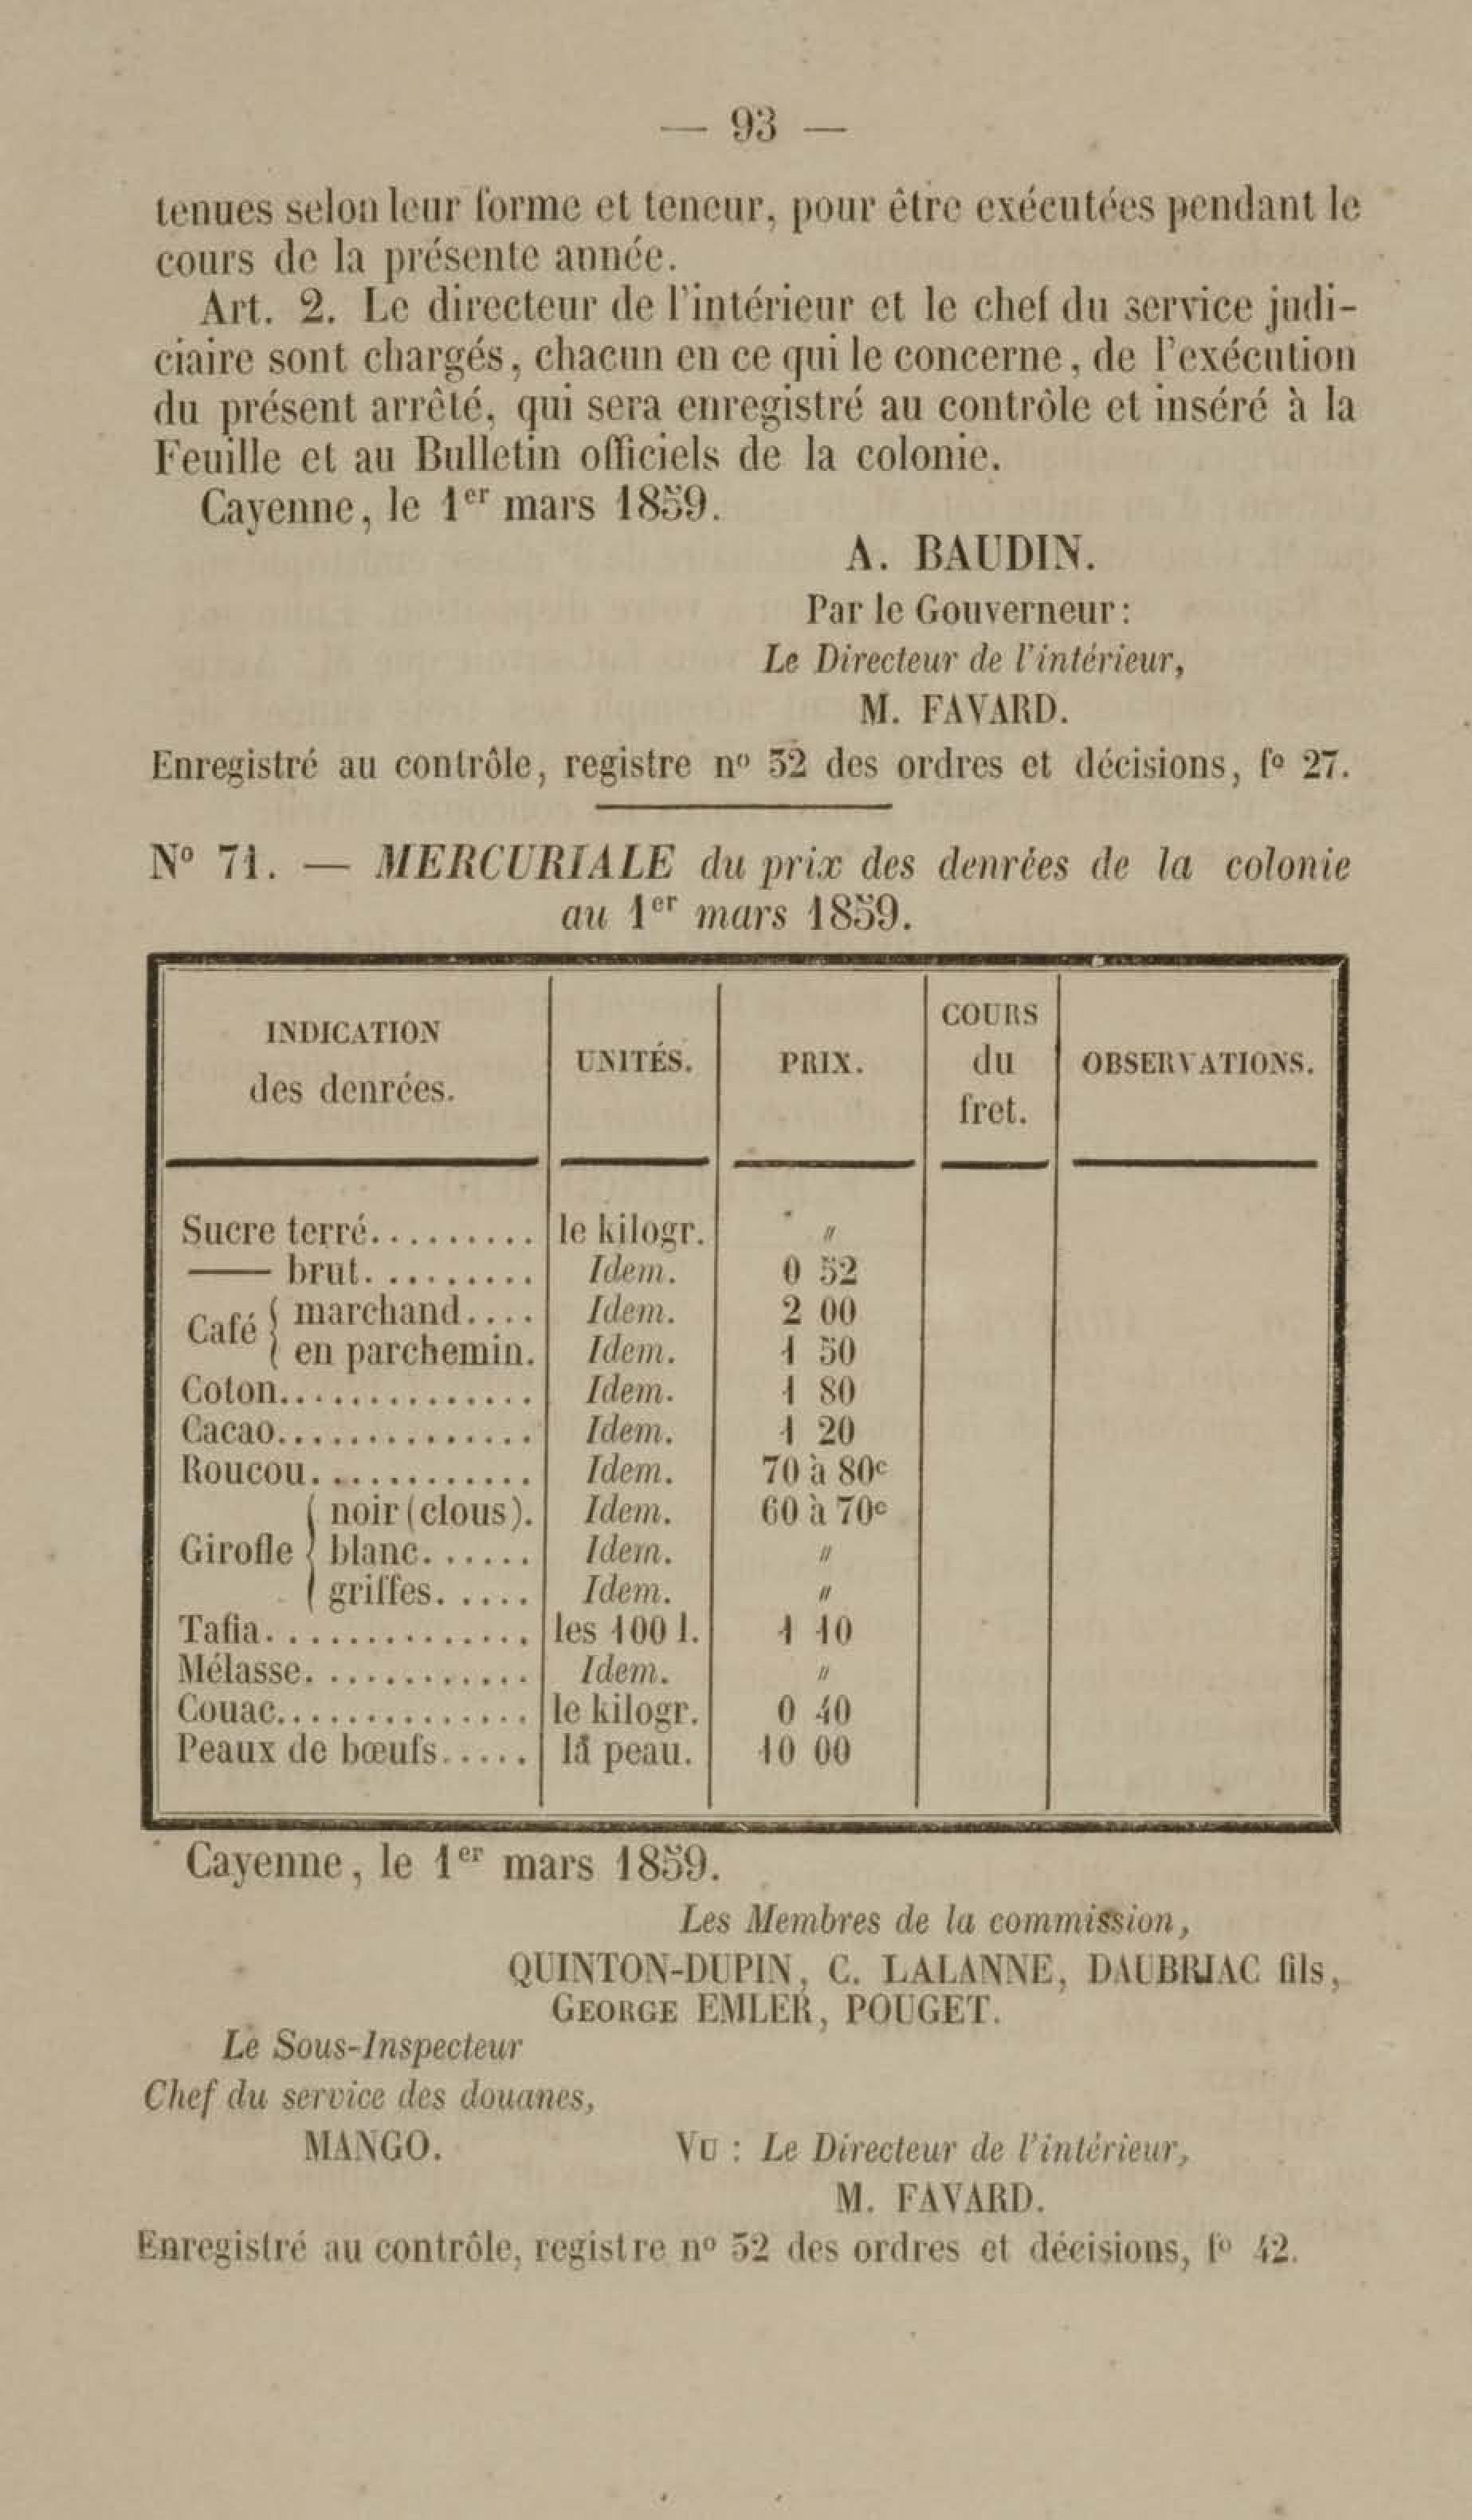 — 93 —
tenues selon leur forme et teneur, pour être exécutées pendant le
cours de la présente année.
Art. 2. Le directeur de l'intérieur et le chef du service judi-
ciaire sont chargés, chacun en ce qui le concerne, de l'exécution
du présent arrêté, qui sera enregistré au contrôle et inséré à la
Feuille et au Bulletin officiels de la colonie.
Cayenne, le 1er mars 1859.
A. BAUDIN.
Par le Gouverneur:
Le Directeur de l'intérieur,
M. FAVARD.
Enregistré au contrôle, registre nº 52 des ordres et décisions, fº 27.
Nº 71. — MERCURIALE du prix des denrées de la colonie
au 1er mars 1859.
INDICATION des denrées. UNITÉS. PRIX. COURS du fret. OBSERVATIONS.
Sucre terré.......... le kilogr. "
—— brut.......... Idem. 0 52
Café { marchand.... Idem. 2 00
en parchemin. Idem. 1 50
Coton.............. Idem. 1 80
Cacao.............. Idem. 1 20
Roucou............ Idem. 70 à 80c
noir (clous). Idem. 60 à 70c
Girofle { blanc...... Idem. "
griffes...... Idem. "
Tafia.............. les 100 l. 1 10
Mélasse............ Idem. "
Couac.............. le kilogr. 0 40
Peaux de bœufs..... la peau. 10 00
Cayenne, le 1er mars 1859.
Les Membres de la commission,
QUINTON-DUPIN, C. LALANNE, DAUBRIAC fils,
GEORGE EMLER, POUGET.
Le Sous-Inspecteur
Chef du service des douanes,
MANGO.
VU : Le Directeur de l'intérieur,
M. FAVARD.
Enregistré au contrôle, registre nº 52 des ordres et décisions, fº 42.